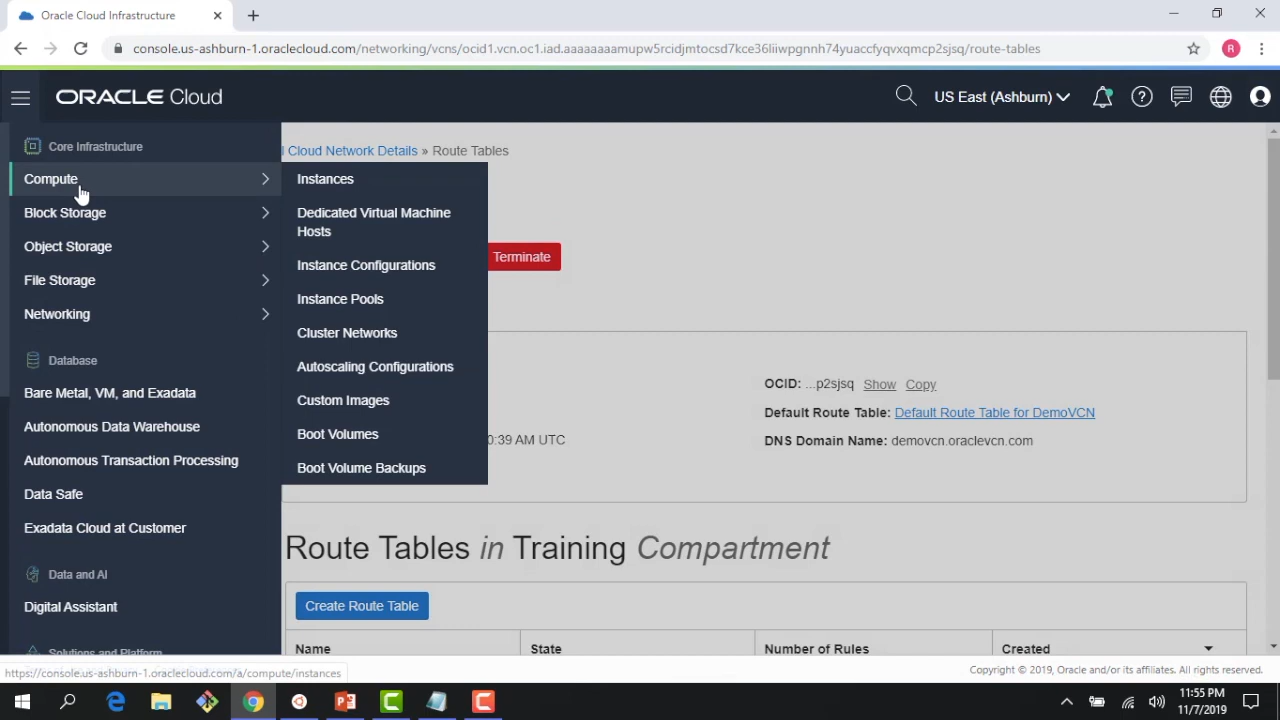 Oracle Cloud Infrastructure
console.us-ashburn-1.oraclecloud.com/networking/vcns/ocid1.vcn.oc1.iad.aaaaaaaamupw5rcidjmtocsd7kce36liiwpgnnh74yuaccfyqvxqmcp2sjsq/route-tables
R
ORACLE Cloud
US East (Ashburn)
Core Infrastructure
l Cloud Network Details » Route Tables
Compute
Instances
Block Storage
Dedicated Virtual Machine
Hosts
Object Storage
Terminate
Instance Configurations
File Storage
Instance Pools
Networking
Cluster Networks
Database
Autoscaling Configurations
OCID: ...p2sjsq Show Copy
Bare Metal, VM, and Exadata
Custom Images
Default Route Table: Default Route Table for DemoVCN
Autonomous Data Warehouse
Boot Volumes
0:39 AM UTC
DNS Domain Name: demovcn.oraclevcn.com
Autonomous Transaction Processing
Boot Volume Backups
Data Safe
Exadata Cloud at Customer
Route Tables in Training Compartment
Data and AI
Digital Assistant
Create Route Table
Solutions and Platform
Name State Number of Rules Created
https://console.us-ashburn-1.oraclecloud.com/a/compute/instances
Copyright © 2019, Oracle and/or its affiliates. All rights reserved.
11:55 PM
11/7/2019